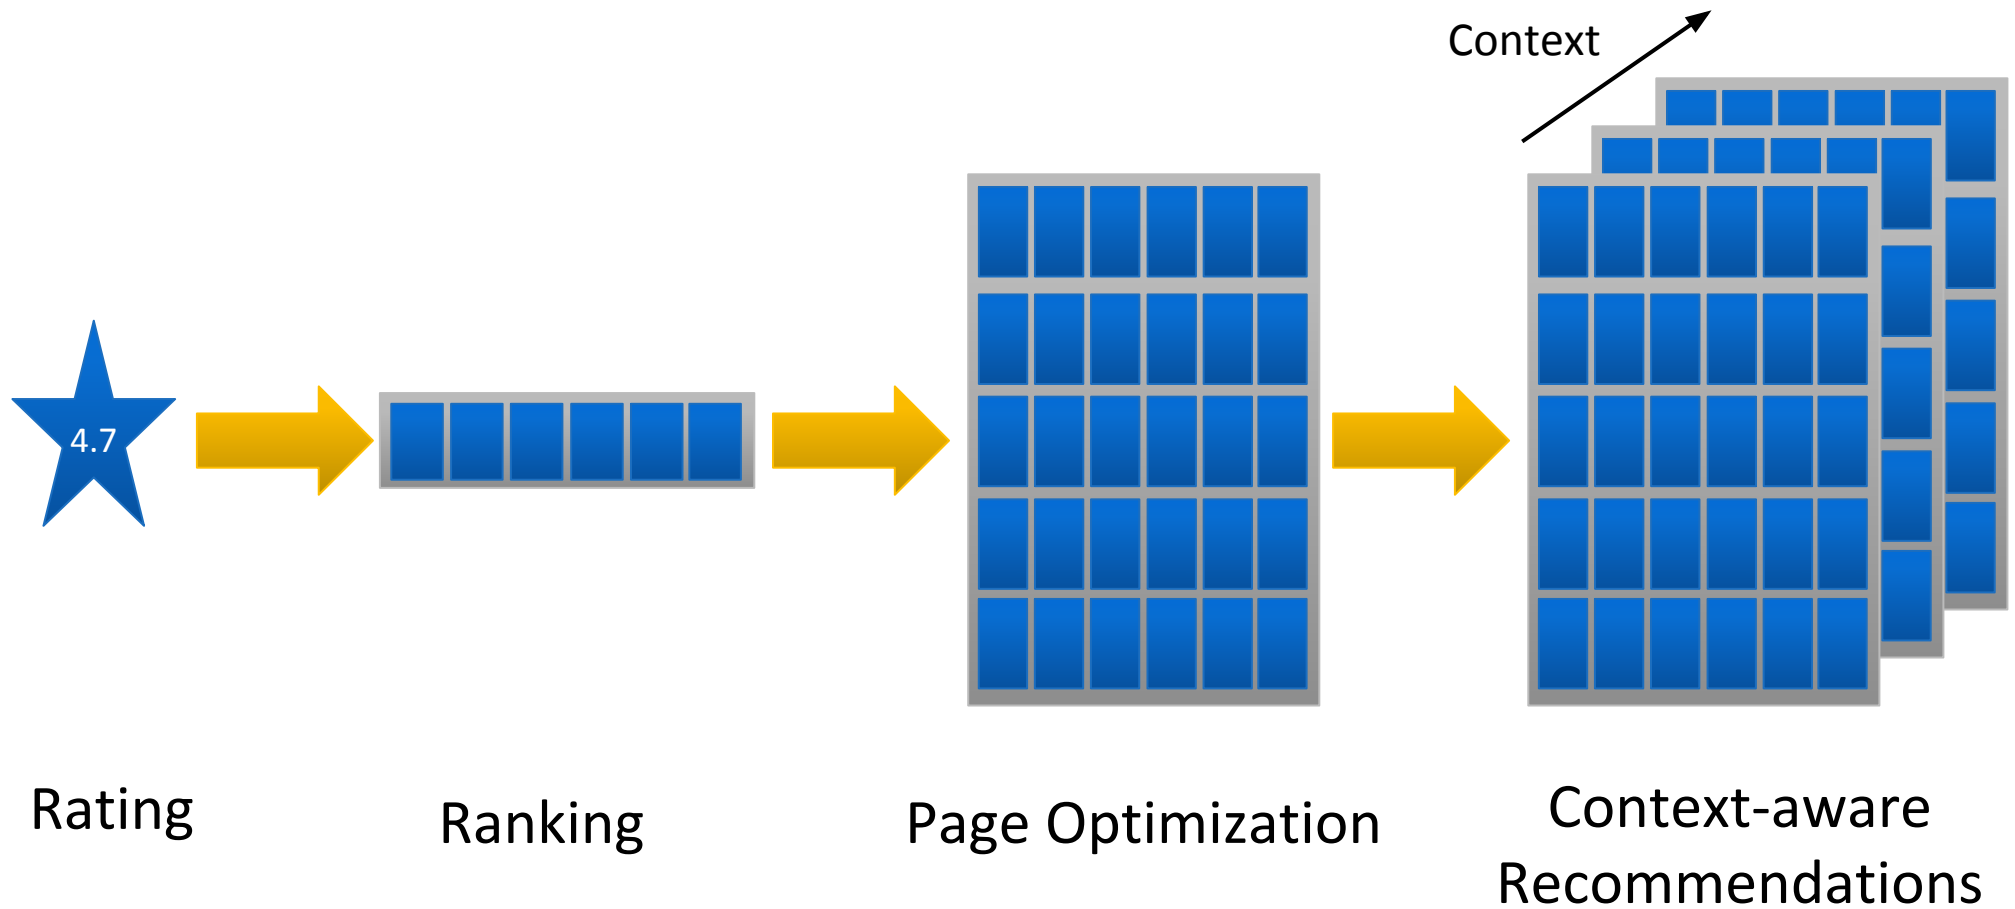 Context
4.7
Rating
Ranking
Page Optimization
Context-aware
Recommendations